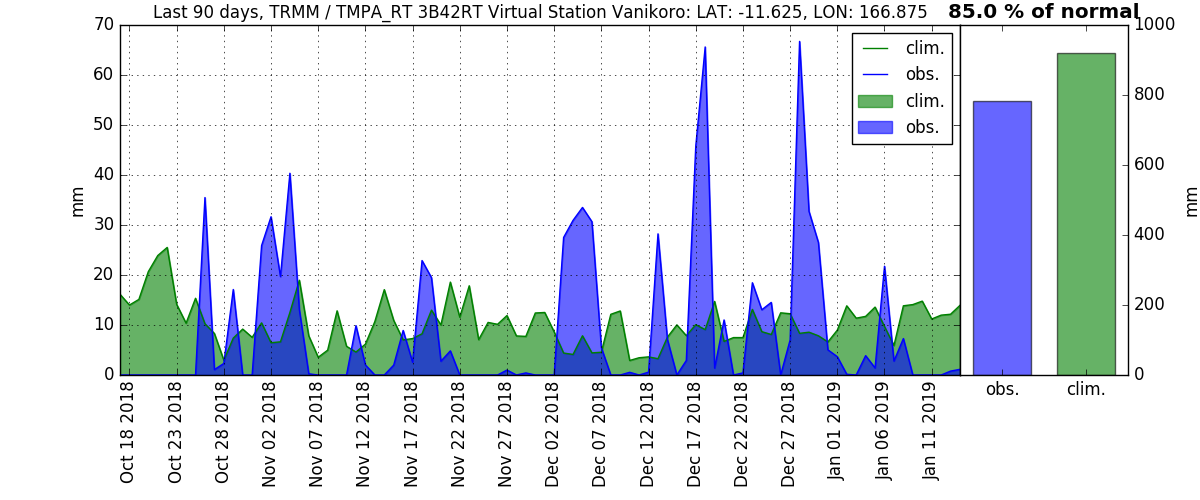 Last 90 days, TRMM / TMPA_RT 3B42RT Virtual Station Vanikoro: LAT: -11.625, LON: 166.875
85.0 % of normal
70
60
50
40
30
20
10
0
mm
clim.
obs.
clim.
obs.
1000
800
600
400
200
0
mm
obs.
clim.
Oct 18 2018
Oct 23 2018
Oct 28 2018
Nov 02 2018
Nov 07 2018
Nov 12 2018
Nov 17 2018
Nov 22 2018
Nov 27 2018
Dec 02 2018
Dec 07 2018
Dec 12 2018
Dec 17 2018
Dec 22 2018
Dec 27 2018
Jan 01 2019
Jan 06 2019
Jan 11 2019